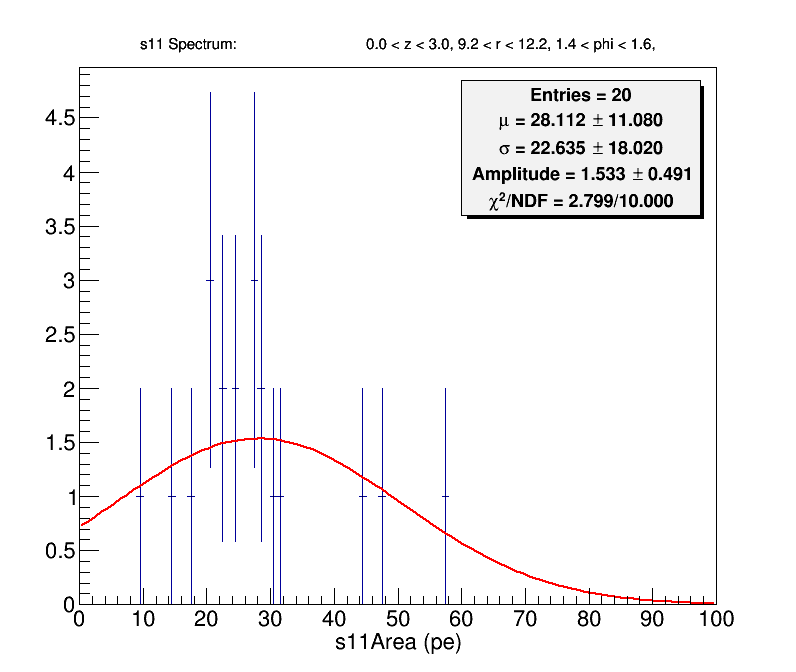 s11 Spectrum: 0.0 < z < 3.0, 9.2 < r < 12.2, 1.4 < phi < 1.6,
Entries = 20
μ = 28.112 ± 11.080
σ = 22.635 ± 18.020
Amplitude = 1.533 ± 0.491
χ²/NDF = 2.799/10.000
4.5
4
3.5
3
2.5
2
1.5
1
0.5
0
0 10 20 30 40 50 60 70 80 90 100
s11Area (pe)